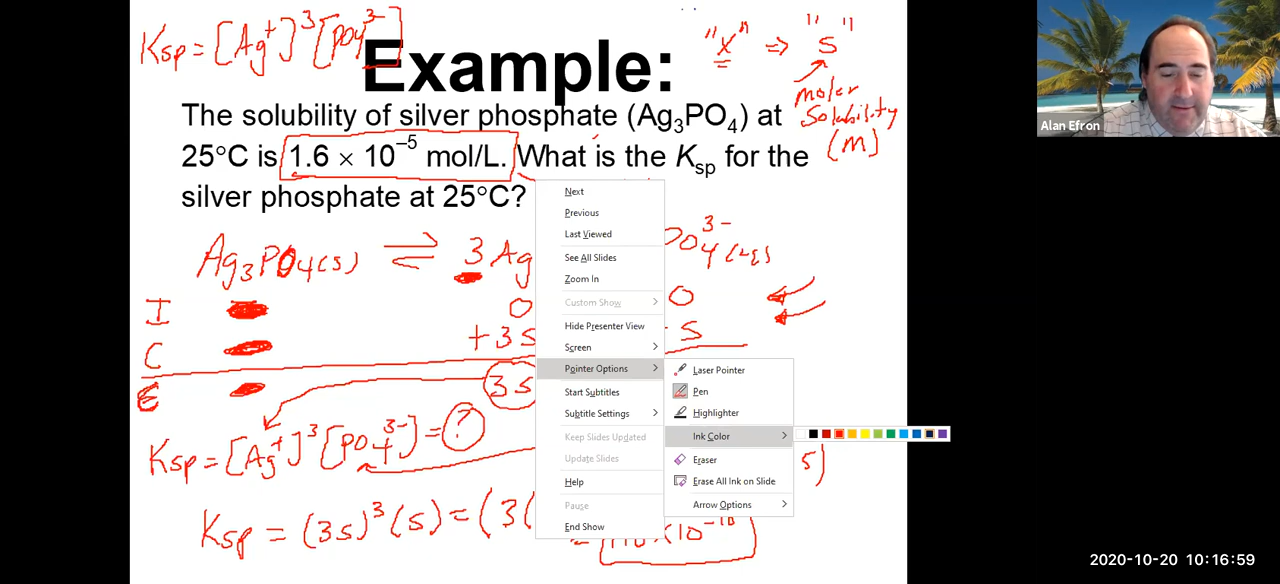 Ksp = [Ag⁺]³[PO4³⁻]
"x" ⇒ "s"
Example:
molar
solubility
(M)
The solubility of silver phosphate (Ag₃PO₄) at
25°C is 1.6 × 10⁻⁵ mol/L. What is the Ksp for the
silver phosphate at 25°C?
Alan Efron
Ag₃PO₄(s) ⇌ 3 Ag PO₄³⁻(aq)
I 0 0
C +3s s
E 3s
Ksp = [Ag⁺]³[PO4³⁻] = ?
s)
Ksp = (3s)³(s) = (3(
=
Next
Previous
Last Viewed
See All Slides
Zoom In
Custom Show
Hide Presenter View
Screen
Pointer Options
Start Subtitles
Subtitle Settings
Keep Slides Updated
Update Slides
Help
Pause
End Show
Laser Pointer
Pen
Highlighter
Ink Color
Eraser
Erase All Ink on Slide
Arrow Options
2020-10-20 10:16:59